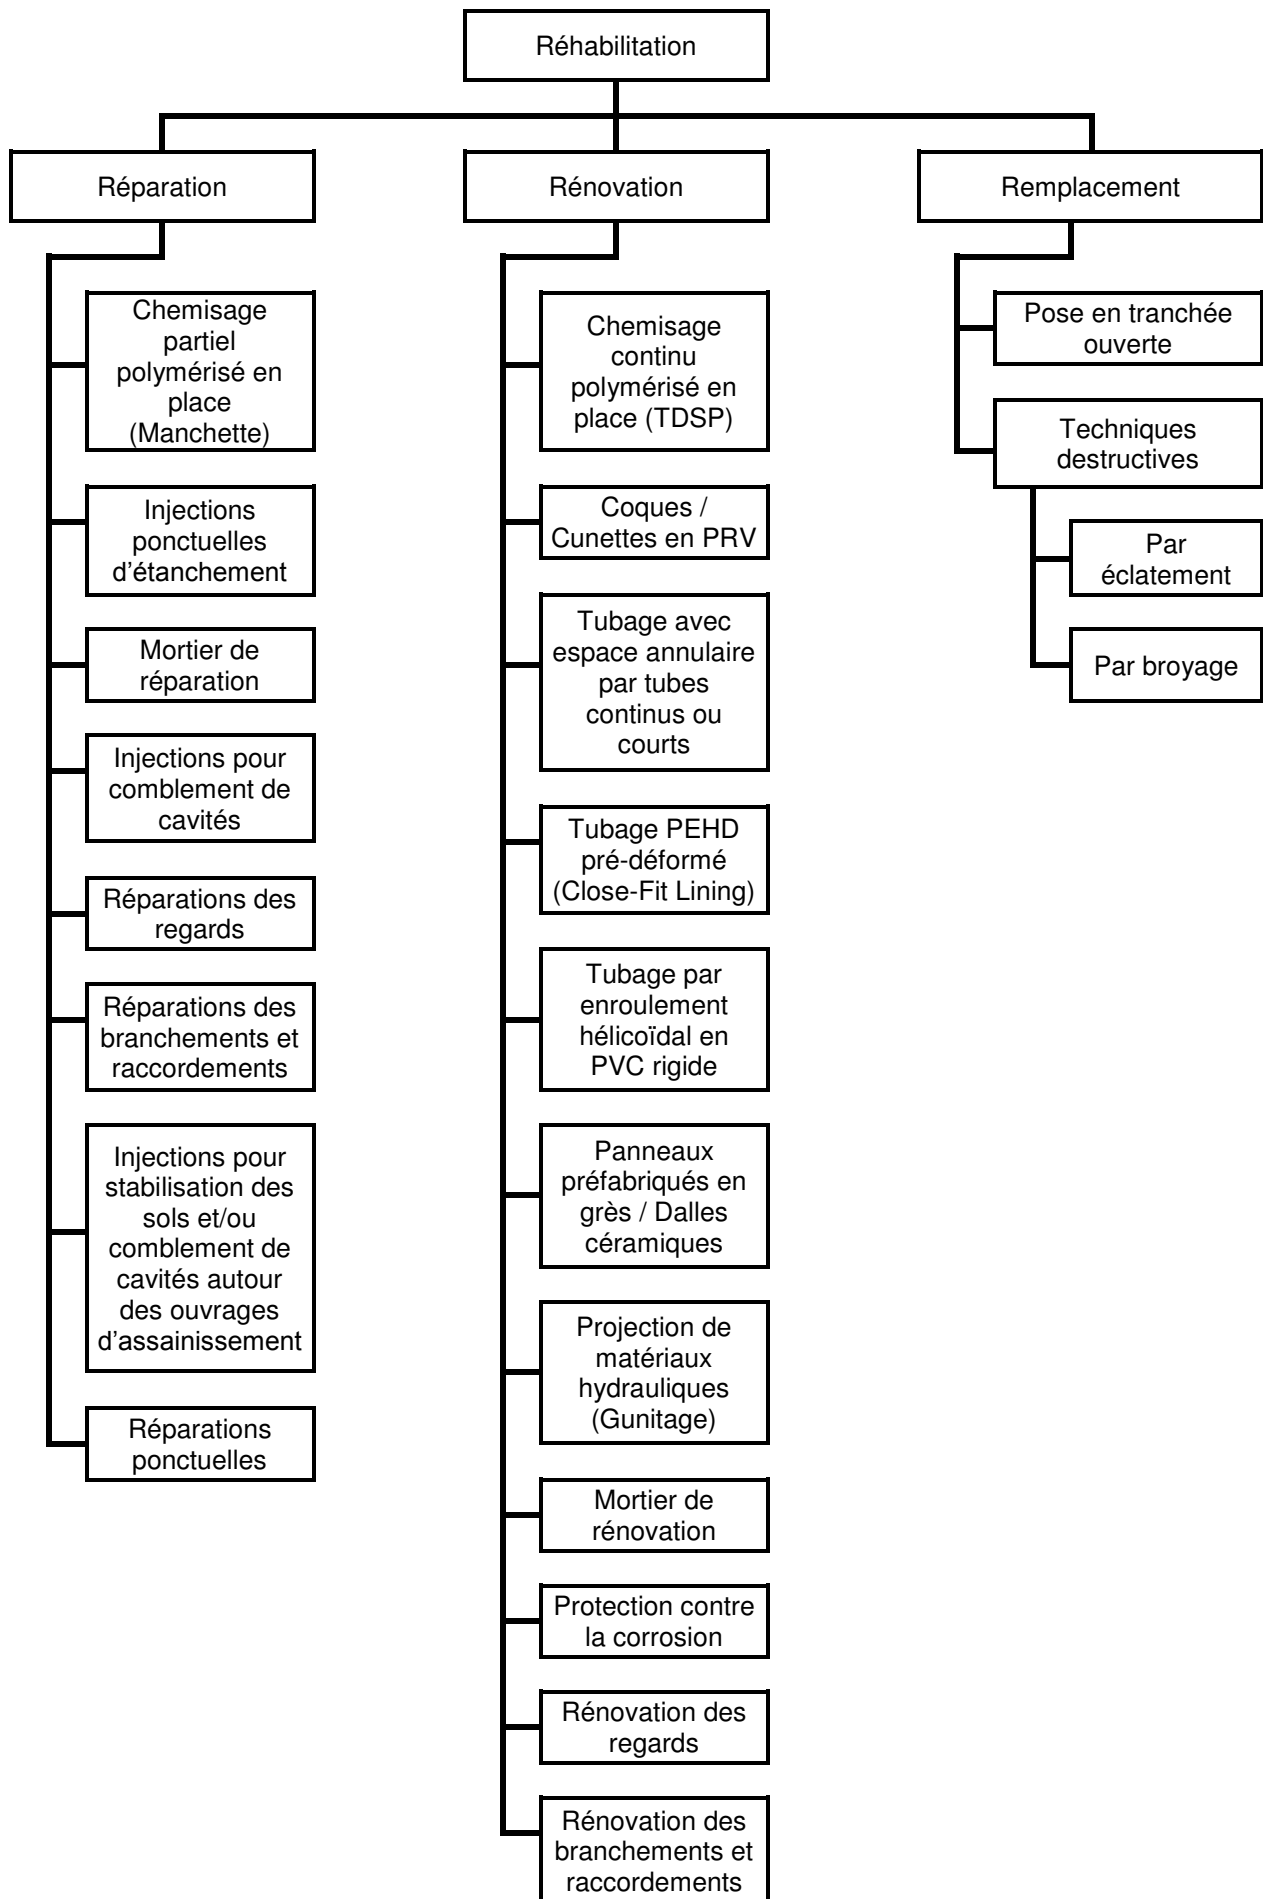 Réhabilitation
Réparation
Rénovation
Remplacement
Chemisage
partiel
polymérisé en
place
(Manchette)
Injections
ponctuelles
d'étanchement
Mortier de
réparation
Injections pour
comblement de
cavités
Réparations des
regards
Réparations des
branchements et
raccordements
Injections pour
stabilisation des
sols et/ou
comblement de
cavités autour
des ouvrages
d'assainissement
Réparations
ponctuelles
Chemisage
continu
polymérisé en
place (TDSP)
Coques /
Cunettes en PRV
Tubage avec
espace annulaire
par tubes
continus ou
courts
Tubage PEHD
pré-déformé
(Close-Fit Lining)
Tubage par
enroulement
hélicoïdal en
PVC rigide
Panneaux
préfabriqués en
grès / Dalles
céramiques
Projection de
matériaux
hydrauliques
(Gunitage)
Mortier de
rénovation
Protection contre
la corrosion
Rénovation des
regards
Rénovation des
branchements et
raccordements
Pose en tranchée
ouverte
Techniques
destructives
Par
éclatement
Par broyage